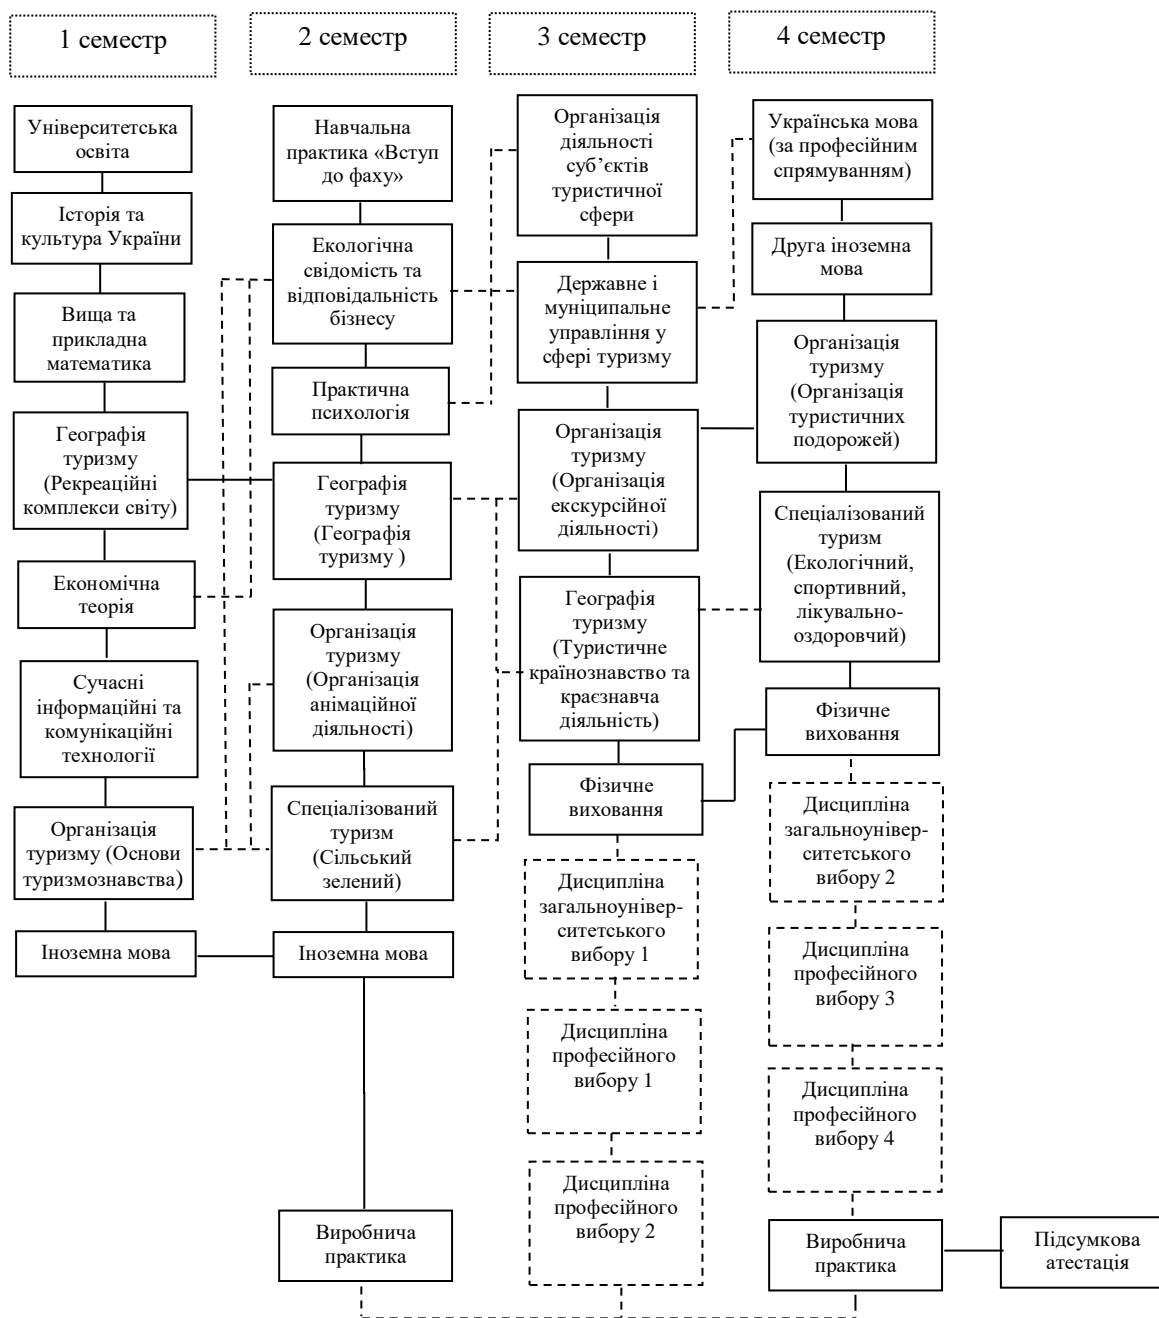 1 семестр
2 семестр
3 семестр
4 семестр
Університетська
освіта
Історія та
культура України
Вища та
прикладна
математика
Географія
туризму
(Рекреаційні
комплекси світу)
Економічна
теорія
Сучасні
інформаційні та
комунікаційні
технології
Організація
туризму (Основи
туризмознавства)
Іноземна мова
Навчальна
практика «Вступ
до фаху»
Екологічна
свідомість та
відповідальність
бізнесу
Практична
психологія
Географія
туризму
(Географія
туризму )
Організація
туризму
(Організація
анімаційної
діяльності)
Спеціалізований
туризм
(Сільський
зелений)
Іноземна мова
Виробнича
практика
Організація
діяльності
суб’єктів
туристичної
сфери
Державне і
муніципальне
управління у
сфері туризму
Організація
туризму
(Організація
екскурсійної
діяльності)
Географія
туризму
(Туристичне
країнознавство та
краєзнавча
діяльність)
Фізичне
виховання
Дисципліна
загальноунівер-
ситетського
вибору 1
Дисципліна
професійного
вибору 1
Дисципліна
професійного
вибору 2
Українська мова
(за професійним
спрямуванням)
Друга іноземна
мова
Організація
туризму
(Організація
туристичних
подорожей)
Спеціалізований
туризм
(Екологічний,
спортивний,
лікувально-
оздоровчий)
Фізичне
виховання
Дисципліна
загальноунівер-
ситетського
вибору 2
Дисципліна
професійного
вибору 3
Дисципліна
професійного
вибору 4
Виробнича
практика
Підсумкова
атестація